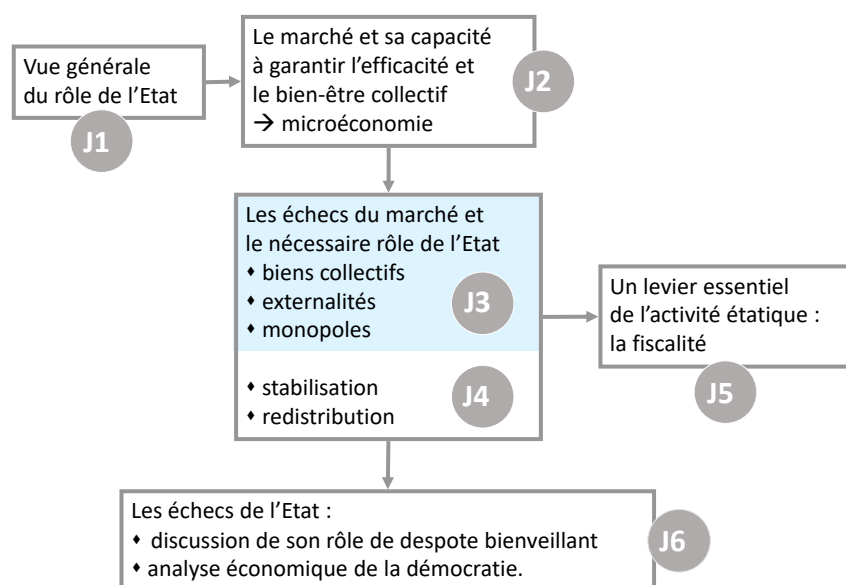 Vue générale
du rôle de l'Etat
J1
Le marché et sa capacité
à garantir l'efficacité et
le bien-être collectif
→ microéconomie
J2
Les échecs du marché et
le nécessaire rôle de l'Etat
⬧ biens collectifs
⬧ externalités
⬧ monopoles
J3
⬧ stabilisation
⬧ redistribution
J4
Un levier essentiel
de l'activité étatique :
la fiscalité
J5
Les échecs de l'Etat :
⬧ discussion de son rôle de despote bienveillant
⬧ analyse économique de la démocratie.
J6